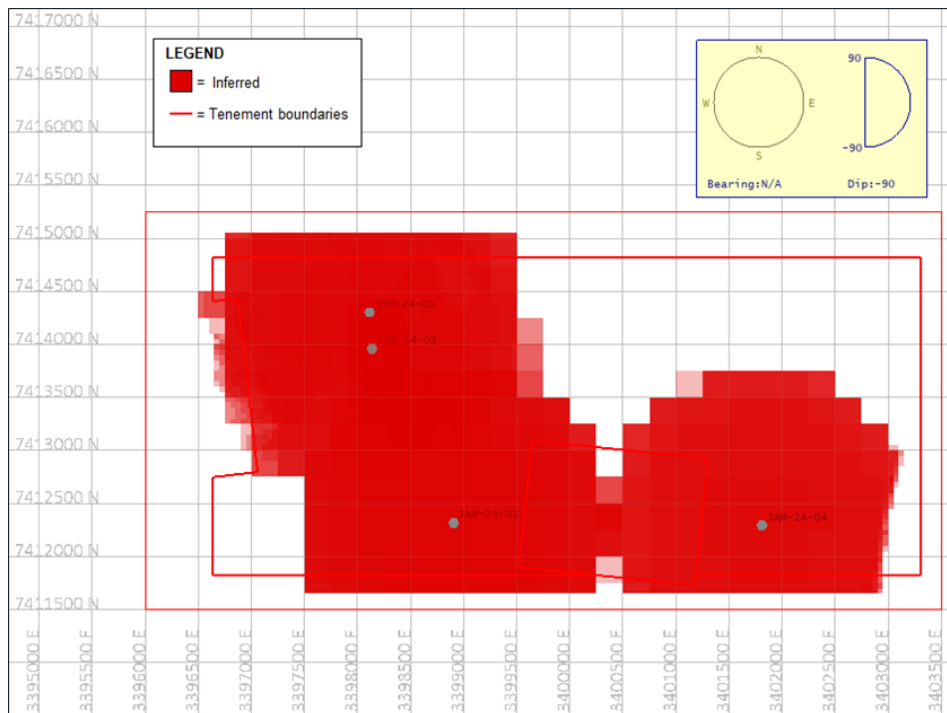 7417000 N
LEGEND
= Inferred
= Tenement boundaries
N
W
E
S
90
-90
Bearing:N/A
Dip:-90
7416500 N
7416000 N
7415500 N
7415000 N
7414500 N
JAM-24-01
7414000 N
JAM-24-02
7413500 N
7413000 N
7412500 N
JAM-24-03
JAM-24-04
7412000 N
7411500 N
3395000 E
3395500 E
3396000 E
3396500 E
3397000 E
3397500 E
3398000 E
3398500 E
3399000 E
3399500 E
3400000 E
3400500 E
3401000 E
3401500 E
3402000 E
3402500 E
3403000 E
3403500 E